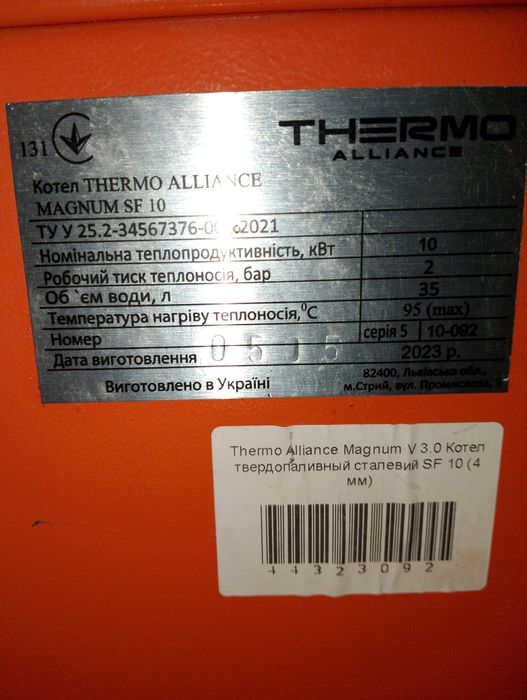 131
THERMO
ALLIANCE
Котел THERMO ALLIANCE
MAGNUM SF 10
ТУ У 25.2-34567376- 2021
Номінальна теплопродуктивність, кВт 10
Робочий тиск теплоносія, бар 2
Об`єм води, л 35
Температура нагріву теплоносія,⁰С 95 (max)
Номер серія 5 10-092
Дата виготовлення 0505 2023 р.
Виготовлено в Україні
82400, Львівська обл.,
м.Стрий, вул. Промислова, 5
Thermo Alliance Magnum V 3.0 Котел
твердопаливный сталевий SF 10 (4
мм)
44323092